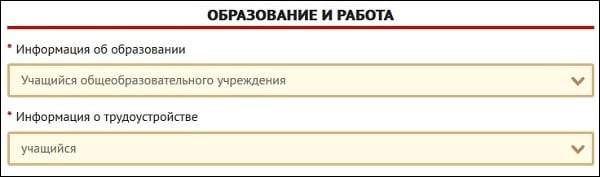 ОБРАЗОВАНИЕ И РАБОТА
* Информация об образовании
Учащийся общеобразовательного учреждения
* Информация о трудоустройстве
учащийся